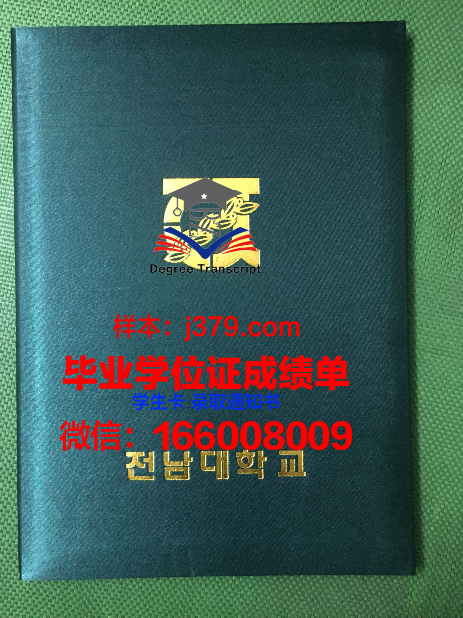 Degree Transcript
样本：j379.com
毕业学位证成绩单
学生卡 录取通知书
微信：166008009
전남대학교